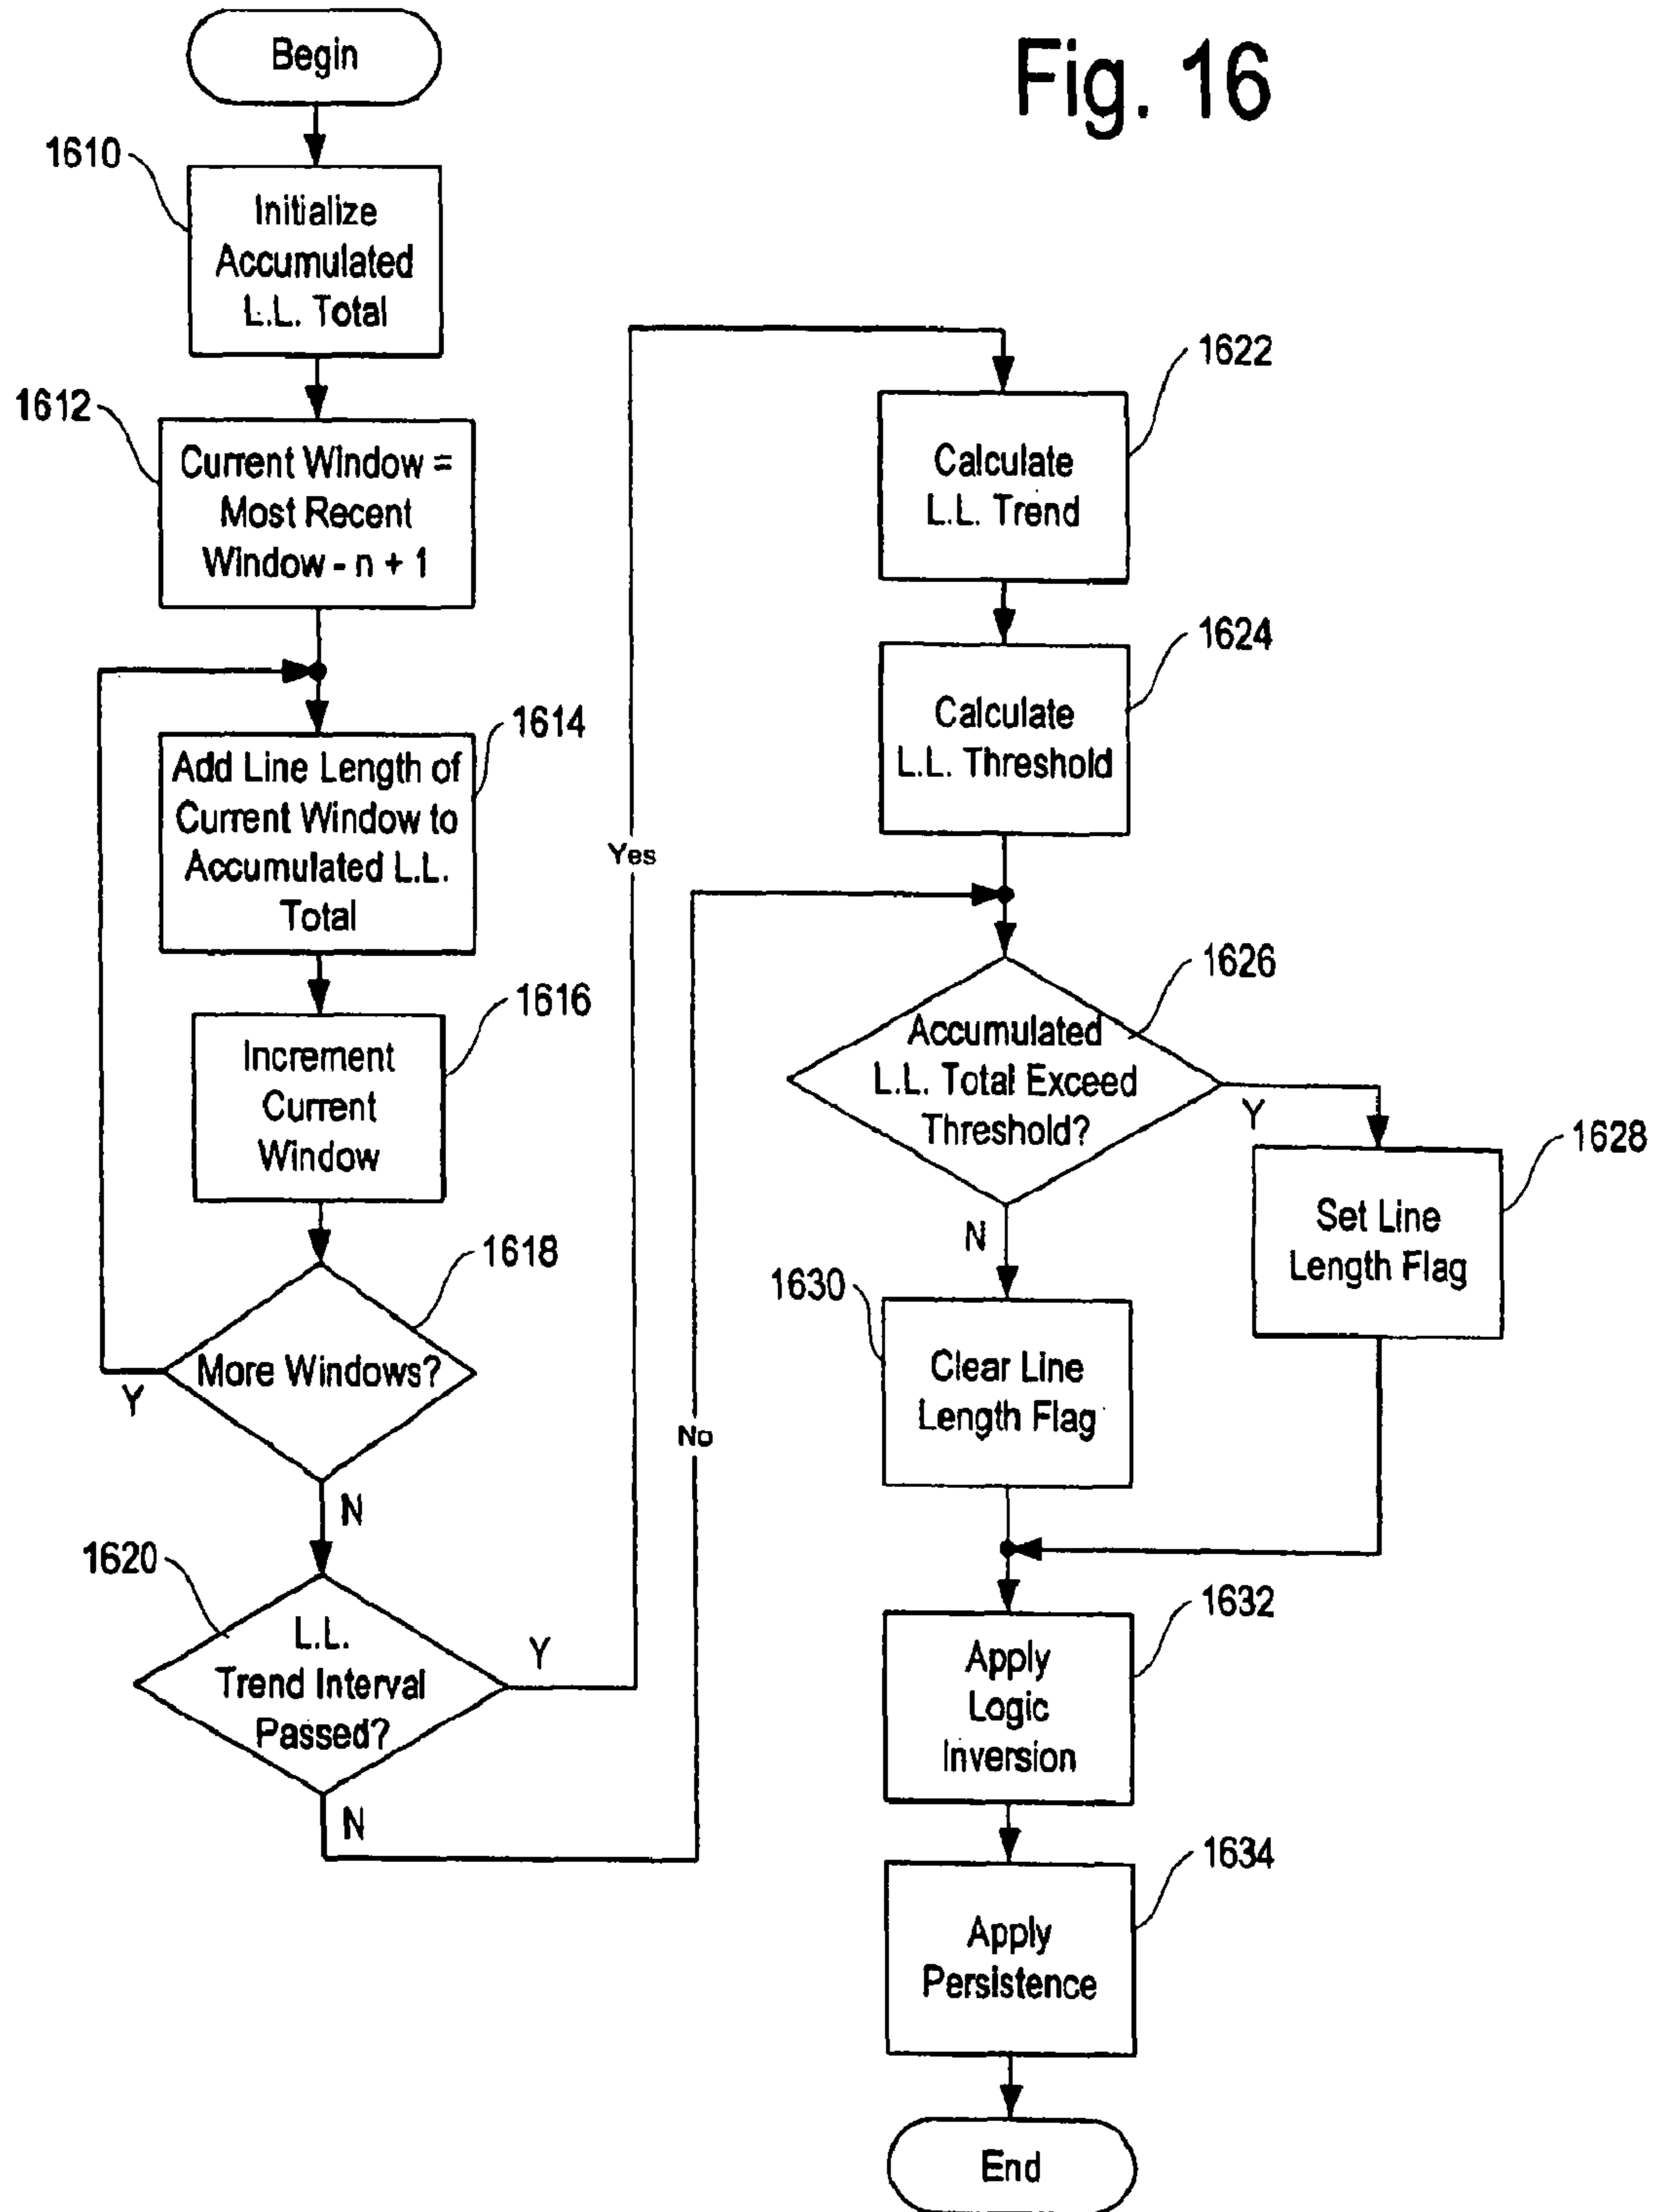 Fig. 16
Begin
1610
Initialize
Accumulated
L.L. Total
1612
Current Window =
Most Recent
Window - n + 1
1614
Add Line Length of
Current Window to
Accumulated L.L.
Total
1616
Increment
Current
Window
1618
More Windows?
Y
N
1620
L.L.
Trend Interval
Passed?
Y
N
Yes
No
1622
Calculate
L.L. Trend
1624
Calculate
L.L. Threshold
1626
Accumulated
L.L. Total Exceed
Threshold?
Y
N
1628
Set Line
Length Flag
1630
Clear Line
Length Flag
1632
Apply
Logic
Inversion
1634
Apply
Persistence
End